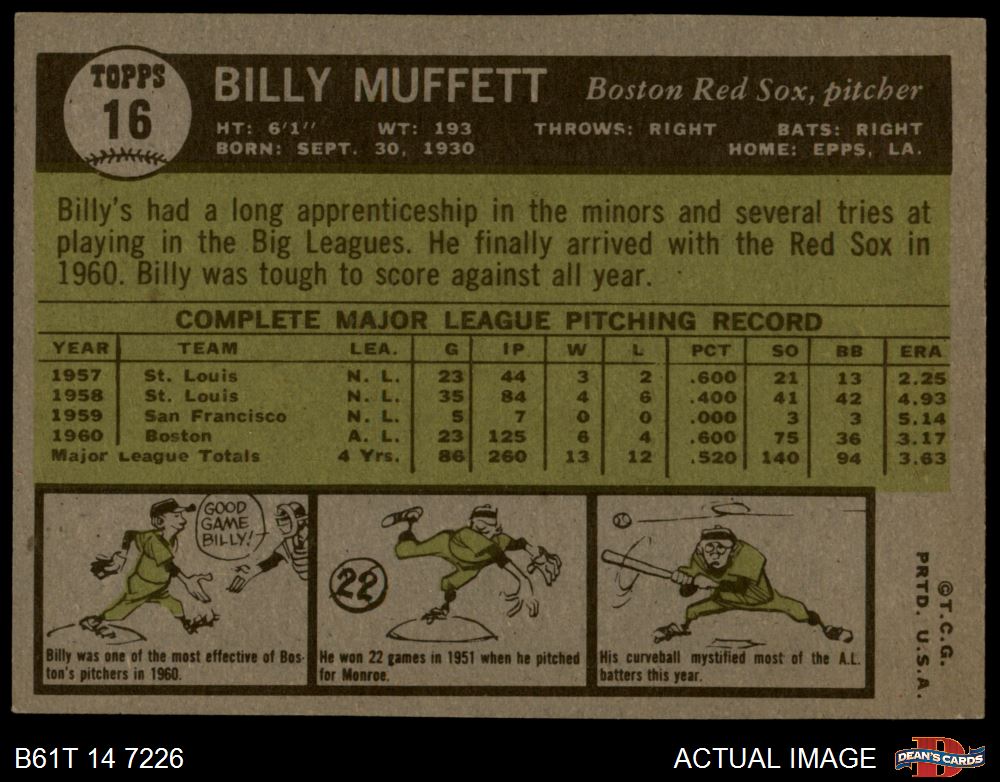 TOPPS
16
BILLY MUFFETT
Boston Red Sox, pitcher
HT: 6'1" WT: 193 THROWS: RIGHT BATS: RIGHT
BORN: SEPT. 30, 1930 HOME: EPPS, LA.
Billy's had a long apprenticeship in the minors and several tries at
playing in the Big Leagues. He finally arrived with the Red Sox in
1960. Billy was tough to score against all year.
COMPLETE MAJOR LEAGUE PITCHING RECORD
YEAR TEAM LEA. G IP W L PCT SO BB ERA
1957 St. Louis N. L. 23 44 3 2 .600 21 13 2.25
1958 St. Louis N. L. 35 84 4 6 .400 41 42 4.93
1959 San Francisco N. L. 5 7 0 0 .000 3 3 5.14
1960 Boston A. L. 23 125 6 4 .600 75 36 3.17
Major League Totals 4 Yrs. 86 260 13 12 .520 140 94 3.63
GOOD
GAME
BILLY!
Billy was one of the most effective of Bos-
ton's pitchers in 1960.
22
He won 22 games in 1951 when he pitched
for Monroe.
His curveball mystified most of the A.L.
batters this year.
©T.C.G.
PRTD. U.S.A.
B61T 14 7226
ACTUAL IMAGE
D
DEAN'S CARDS